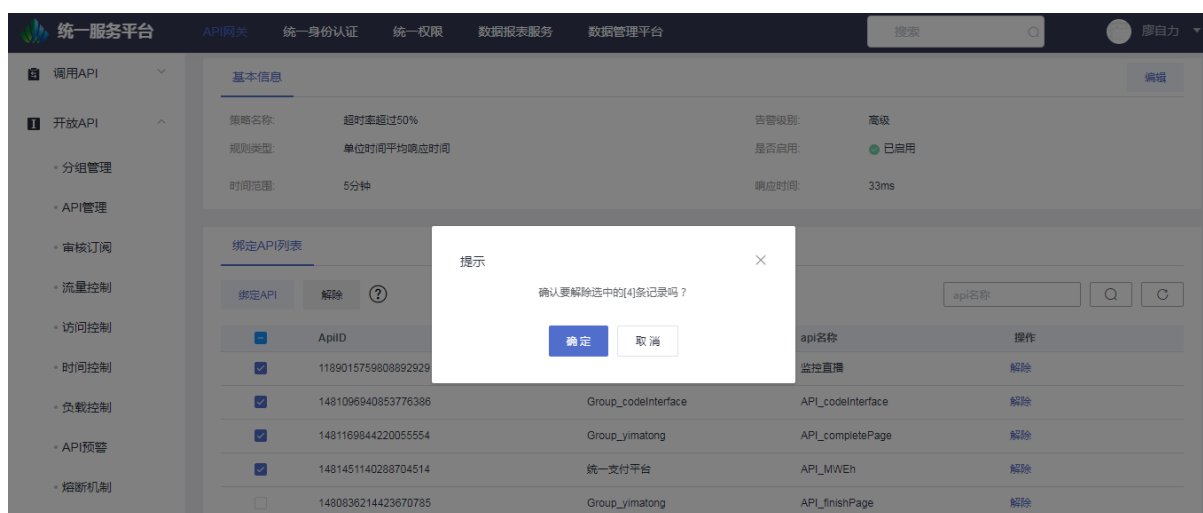 统一服务平台 API网关 统一身份认证 统一权限 数据报表服务 数据管理平台 搜索 廖自力
调用API
开放API
分组管理
API管理
审核订阅
流量控制
访问控制
时间控制
负载控制
API预警
熔断机制
基本信息 编辑
策略名称: 超时率超过50% 告警级别: 高级
规则类型: 单位时间平均响应时间 是否启用: 已启用
时间范围: 5分钟 响应时间: 33ms
绑定API列表
绑定API 解除 ? api名称
ApiID api名称 操作
1189015759808892929 监控直播 解除
1481096940853776386 Group_codeInterface API_codeInterface 解除
1481169844220055554 Group_yimatong API_completePage 解除
1481451140288704514 统一支付平台 API_MWEh 解除
1480836214423670785 Group_yimatong API_finishPage 解除
提示
确认要解除选中的[4]条记录吗？
确定 取消